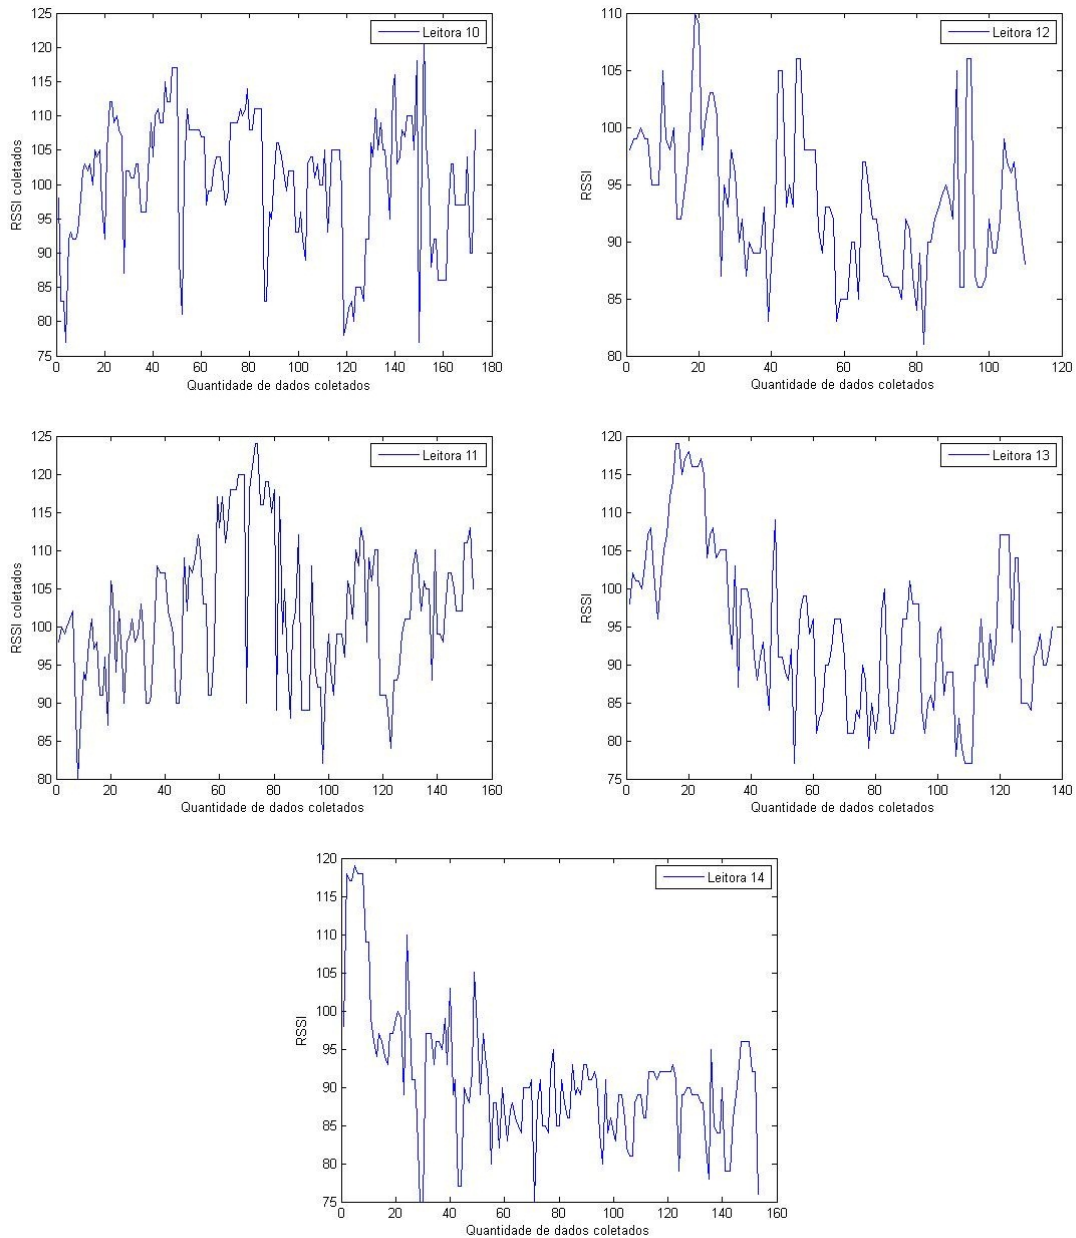 125
120
115
110
105
100
95
90
85
80
75
RSSI coletados
Leitora 10
0 20 40 60 80 100 120 140 160 180
Quantidade de dados coletados
110
105
100
95
90
85
80
RSSI
Leitora 12
0 20 40 60 80 100 120
Quantidade de dados coletados
125
120
115
110
105
100
95
90
85
80
RSSI coletados
Leitora 11
0 20 40 60 80 100 120 140 160
Quantidade de dados coletados
120
115
110
105
100
95
90
85
80
75
RSSI
Leitora 13
0 20 40 60 80 100 120 140
Quantidade de dados coletados
120
115
110
105
100
95
90
85
80
75
RSSI
Leitora 14
0 20 40 60 80 100 120 140 160
Quantidade de dados coletados